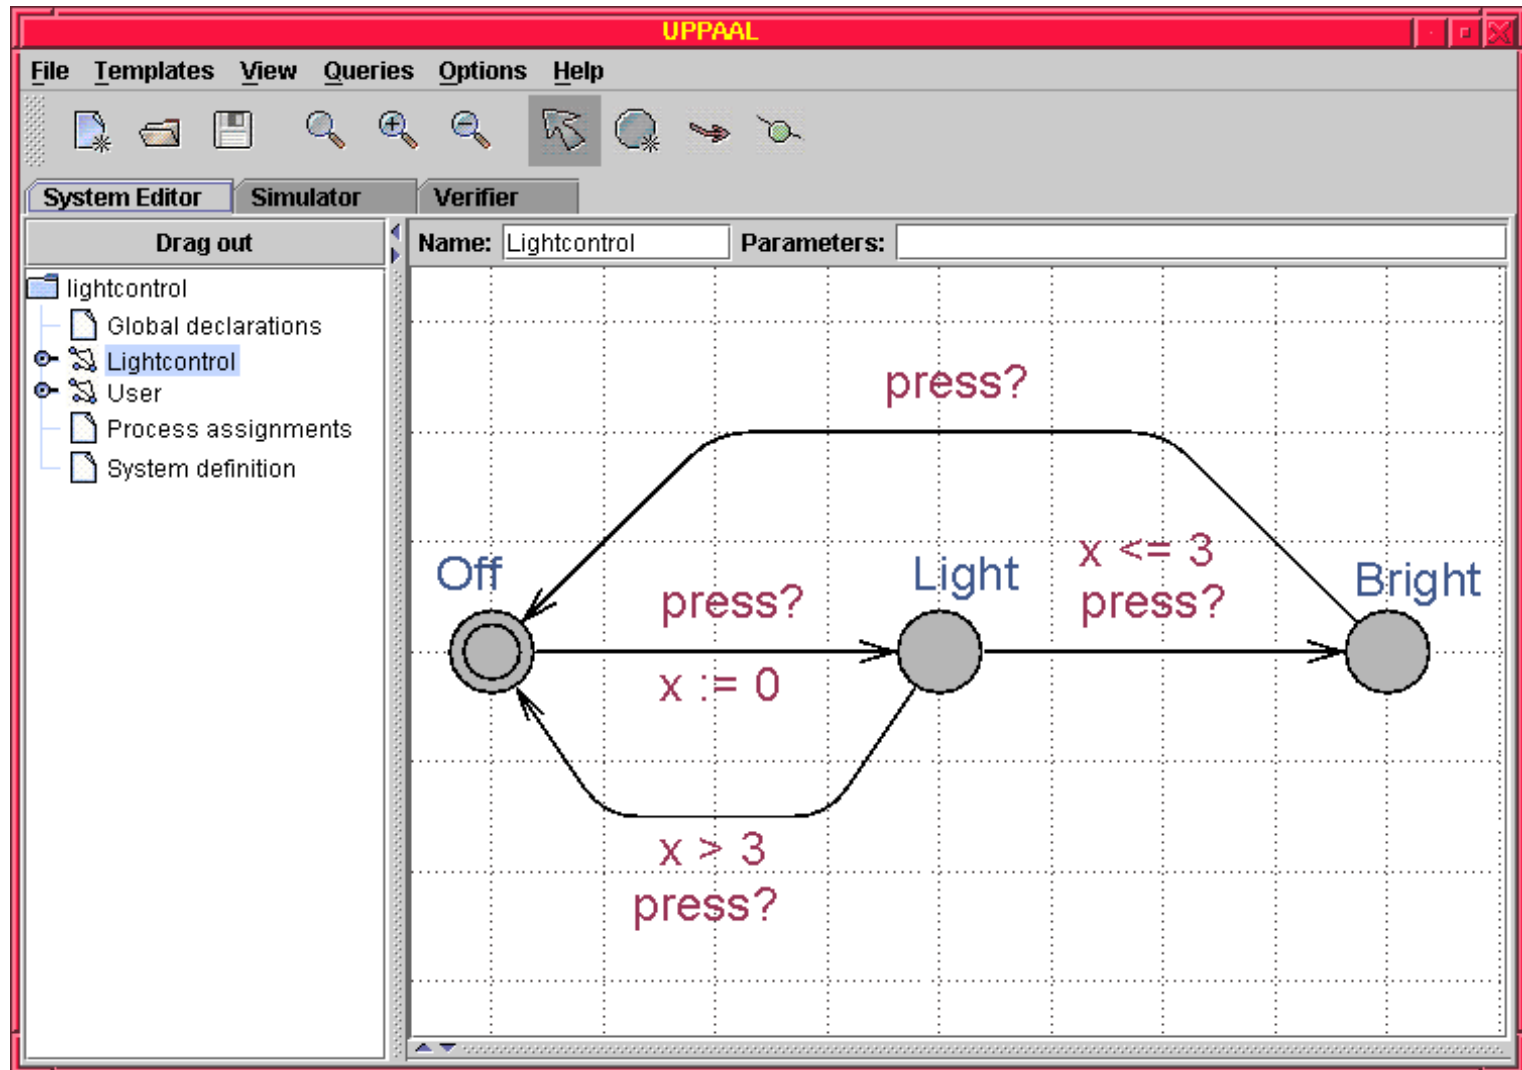 UPPAAL
File Templates View Queries Options Help
System Editor Simulator Verifier
Drag out
Name: Lightcontrol Parameters:
lightcontrol
Global declarations
Lightcontrol
User
Process assignments
System definition
press?
Off
press?
x := 0
Light
x <= 3
press?
Bright
x > 3
press?